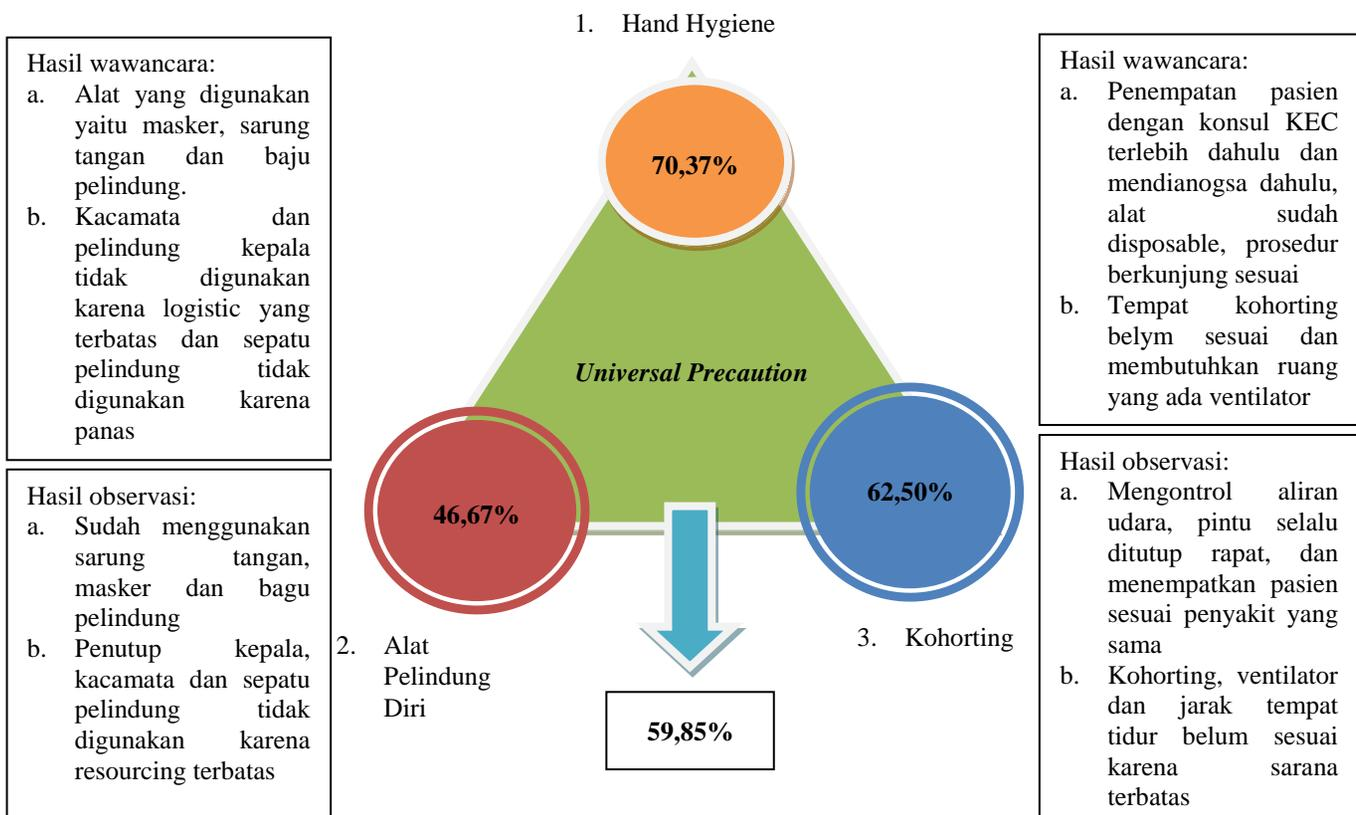 1. Hand Hygiene
Hasil wawancara:
a. Alat yang digunakan
yaitu masker, sarung
tangan dan baju
pelindung.
b. Kacamata dan
pelindung kepala
tidak digunakan
karena logistic yang
terbatas dan sepatu
pelindung tidak
digunakan karena
panas
Hasil observasi:
a. Sudah menggunakan
sarung tangan,
masker dan bagu
pelindung
b. Penutup kepala,
kacamata dan sepatu
pelindung tidak
digunakan karena
resourcing terbatas
70,37%
Universal Precaution
46,67%
62,50%
2. Alat
Pelindung
Diri
3. Kohorting
59,85%
Hasil wawancara:
a. Penempatan pasien
dengan konsul KEC
terlebih dahulu dan
mendianogsa dahulu,
alat sudah
disposable, prosedur
berkunjung sesuai
b. Tempat kohorting
belym sesuai dan
membutuhkan ruang
yang ada ventilator
Hasil observasi:
a. Mengontrol aliran
udara, pintu selalu
ditutup rapat, dan
menempatkan pasien
sesuai penyakit yang
sama
b. Kohorting, ventilator
dan jarak tempat
tidur belum sesuai
karena sarana
terbatas